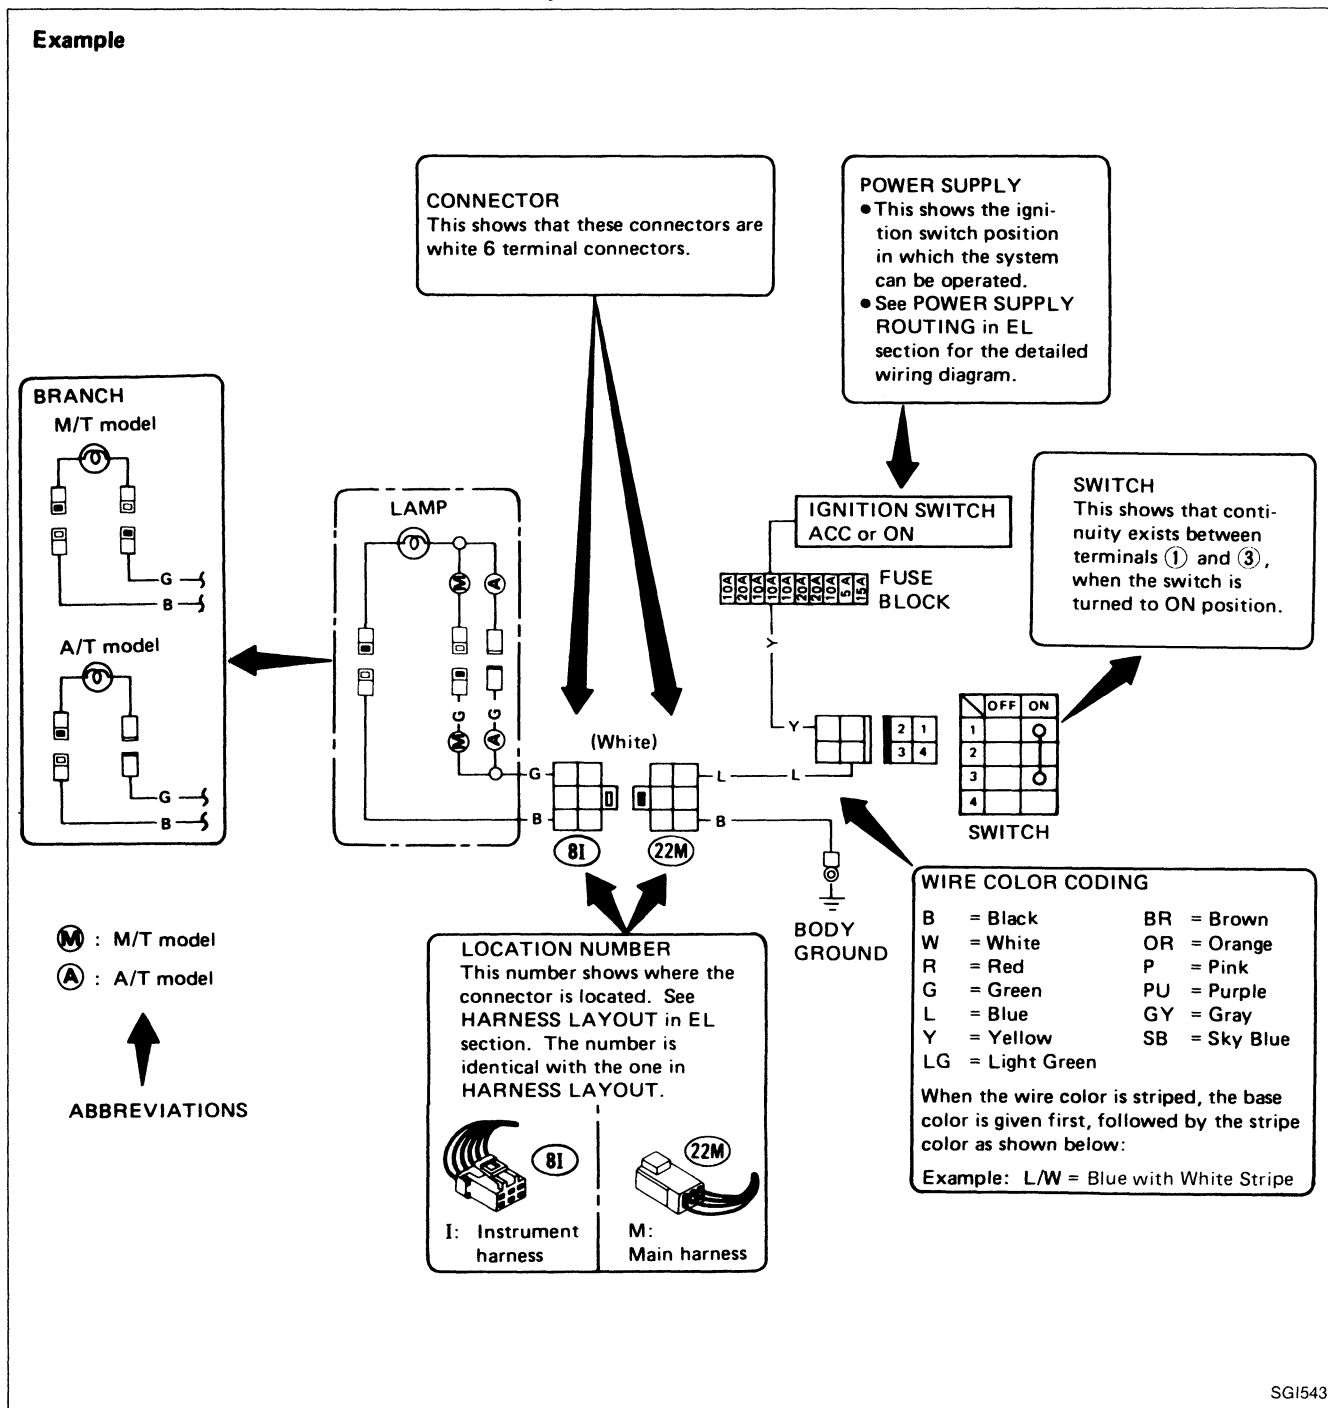 Example
CONNECTOR
This shows that these connectors are
white 6 terminal connectors.
POWER SUPPLY
●This shows the igni-
tion switch position
in which the system
can be operated.
●See POWER SUPPLY
ROUTING in EL
section for the detailed
wiring diagram.
BRANCH
M/T model
G
B
A/T model
G
B
LAMP
M
A
G
G
M
A
G
B
(White)
8I
22M
L
L
B
IGNITION SWITCH
ACC or ON
10A
20A
10A
10A
10A
20A
20A
10A
5A
15A
FUSE
BLOCK
Y
Y
2 1
3 4
SWITCH
This shows that conti-
nuity exists between
terminals ① and ③,
when the switch is
turned to ON position.
OFF ON
1
2
3
4
SWITCH
BODY
GROUND
WIRE COLOR CODING
B = Black BR = Brown
W = White OR = Orange
R = Red P = Pink
G = Green PU = Purple
L = Blue GY = Gray
Y = Yellow SB = Sky Blue
LG = Light Green
When the wire color is striped, the base
color is given first, followed by the stripe
color as shown below:
Example: L/W = Blue with White Stripe
M : M/T model
A : A/T model
ABBREVIATIONS
LOCATION NUMBER
This number shows where the
connector is located. See
HARNESS LAYOUT in EL
section. The number is
identical with the one in
HARNESS LAYOUT.
8I
22M
I: Instrument
harness
M:
Main harness
SGI543